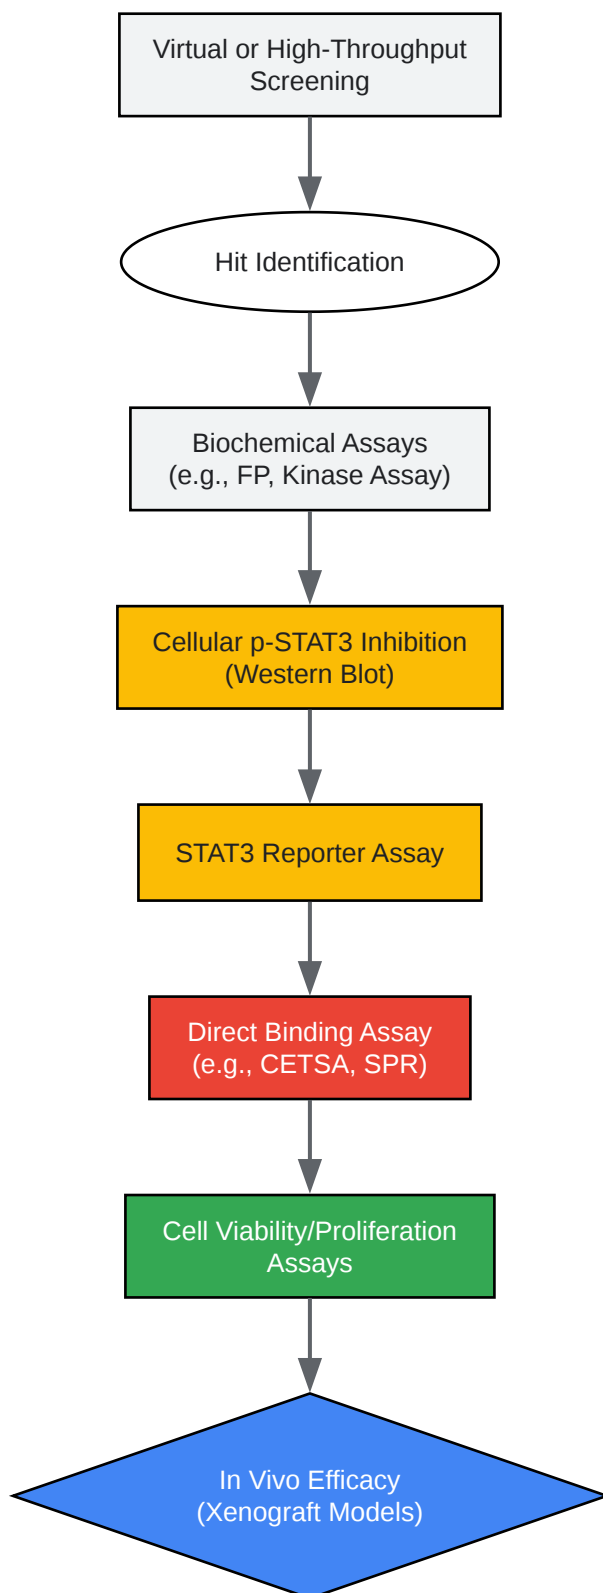 Virtual or High-Throughput
Screening
Hit Identification
Biochemical Assays
(e.g., FP, Kinase Assay)
Cellular p-STAT3 Inhibition
(Western Blot)
STAT3 Reporter Assay
Direct Binding Assay
(e.g., CETSA, SPR)
Cell Viability/Proliferation
Assays
In Vivo Efficacy
(Xenograft Models)